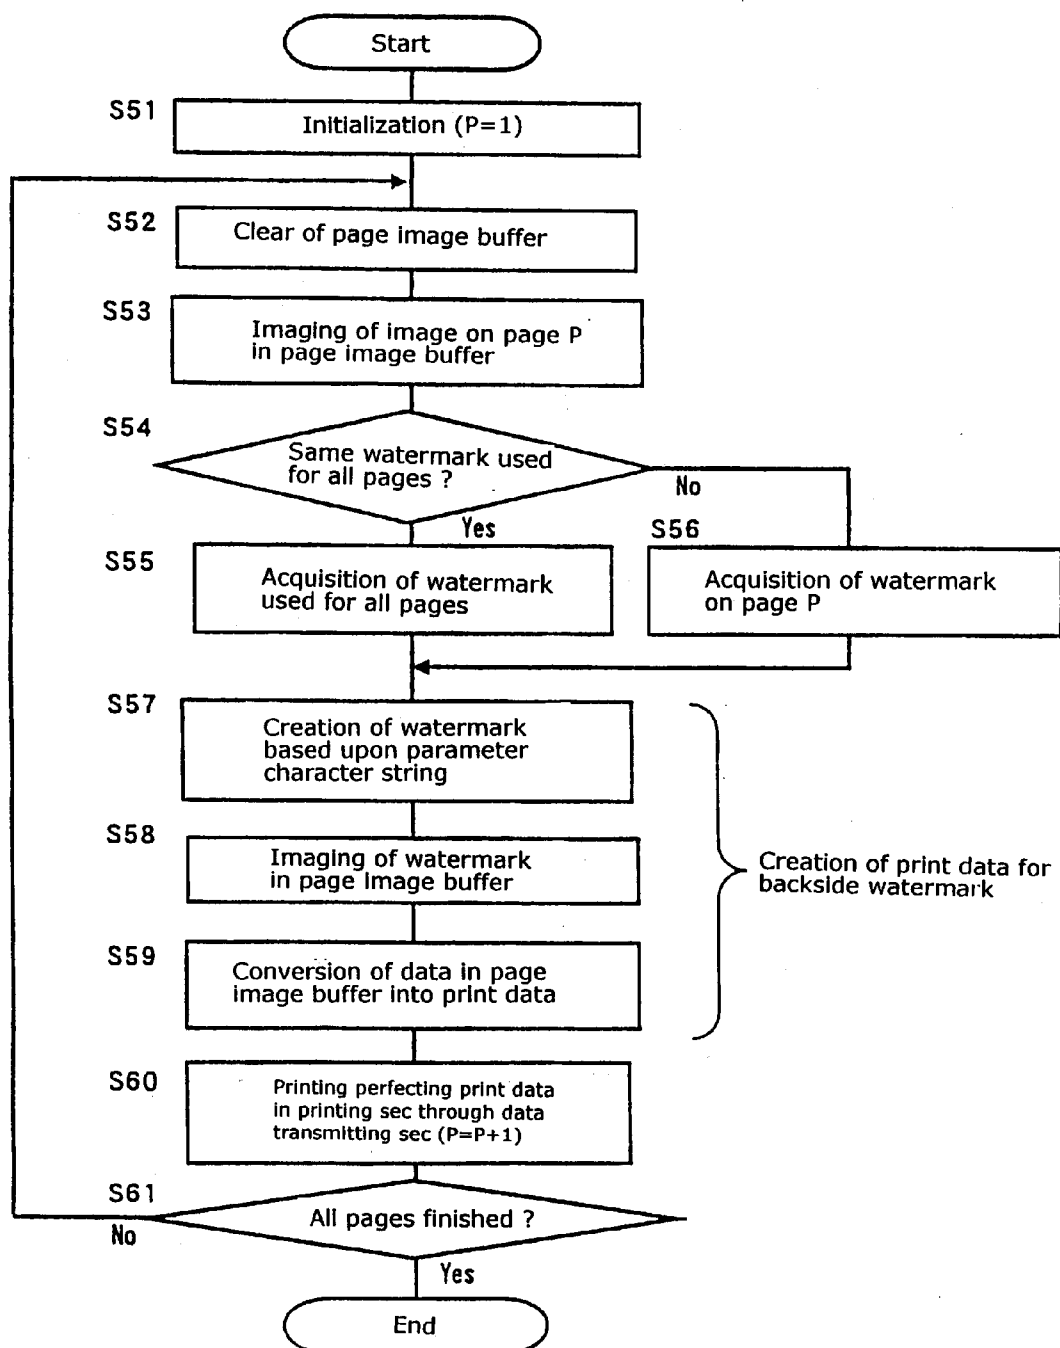 Start
S51
Initialization (P=1)
S52
Clear of page image buffer
S53
Imaging of image on page P
in page image buffer
S54
Same watermark used
for all pages ?
No
Yes
S55
Acquisition of watermark
used for all pages
S56
Acquisition of watermark
on page P
S57
Creation of watermark
based upon parameter
character string
S58
Imaging of watermark
in page image buffer
Creation of print data for
backside watermark
S59
Conversion of data in page
image buffer into print data
S60
Printing perfecting print data
in printing sec through data
transmitting sec (P=P+1)
S61
All pages finished ?
No
Yes
End